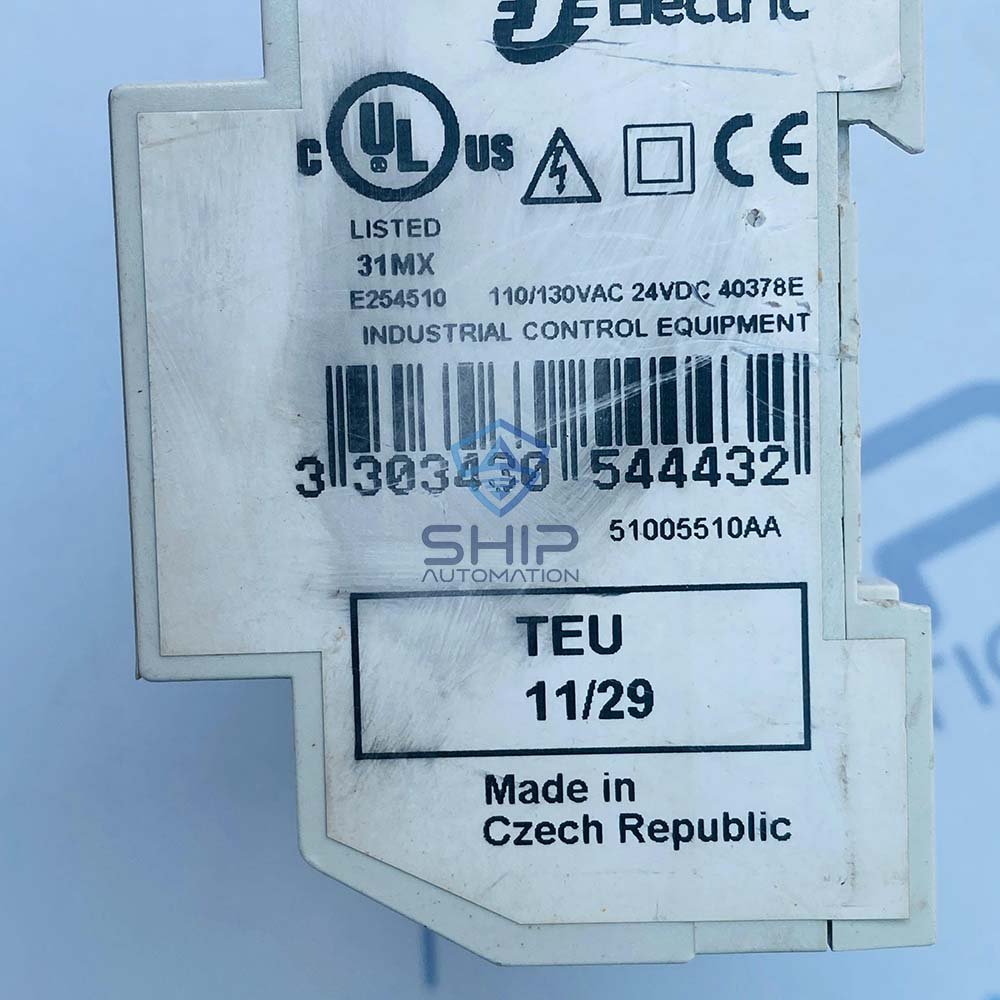 Electric
C UL US
CE
LISTED
31MX
E254510 110/130VAC 24VDC 40378E
INDUSTRIAL CONTROL EQUIPMENT
3 303430 544432
SHIP
AUTOMATION
51005510AA
TEU
11/29
Made in
Czech Republic